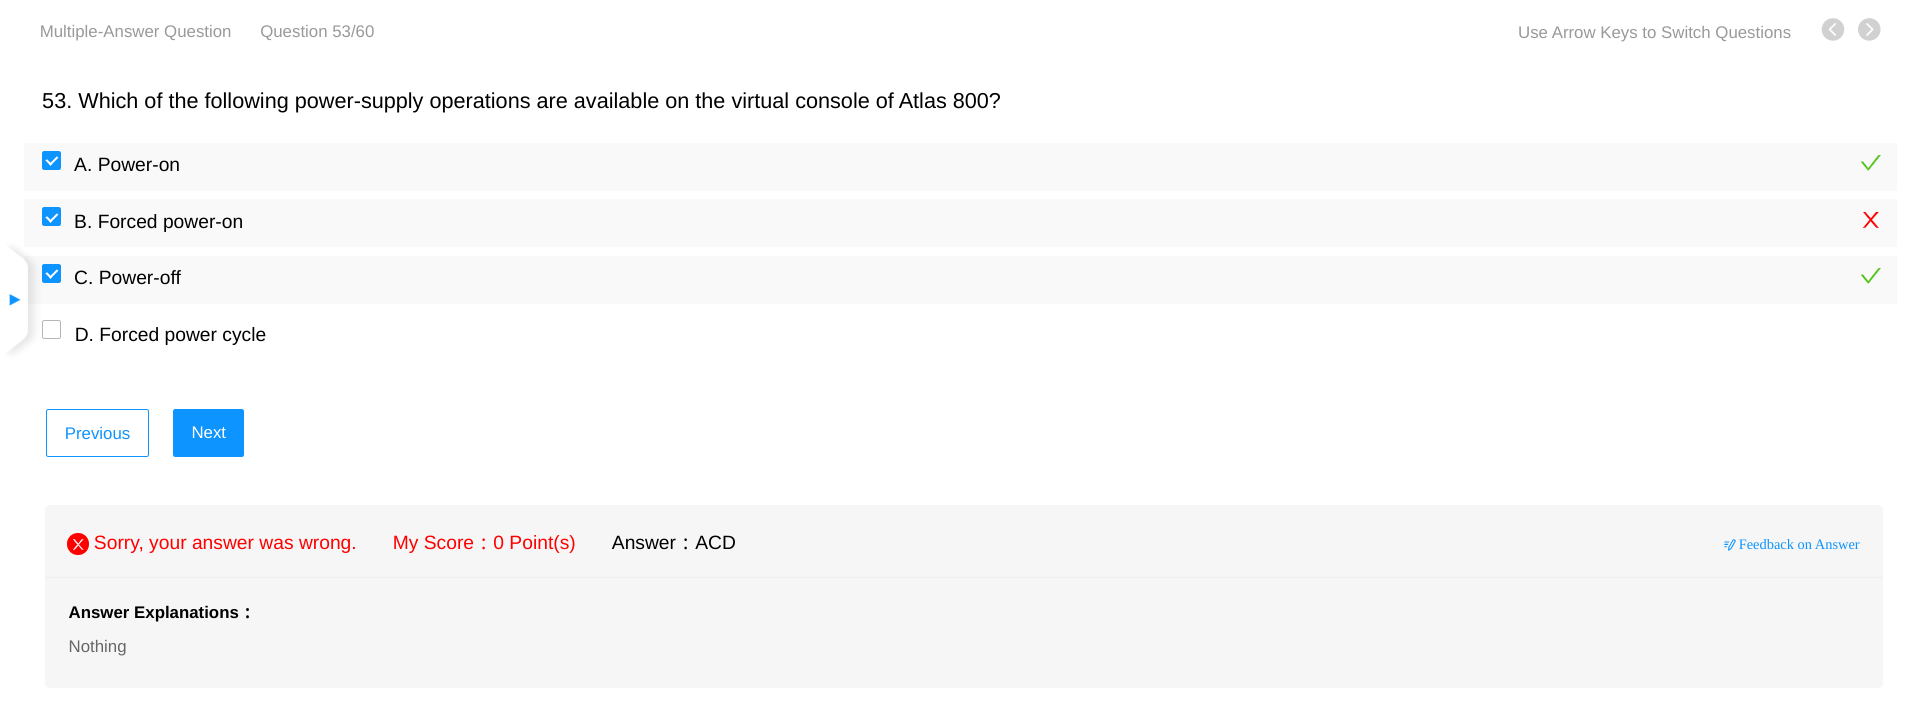 Multiple-Answer Question Question 53/60 Use Arrow Keys to Switch Questions
53. Which of the following power-supply operations are available on the virtual console of Atlas 800?
A. Power-on
B. Forced power-on
C. Power-off
D. Forced power cycle
Previous Next
Sorry, your answer was wrong. My Score：0 Point(s) Answer：ACD Feedback on Answer
Answer Explanations：
Nothing